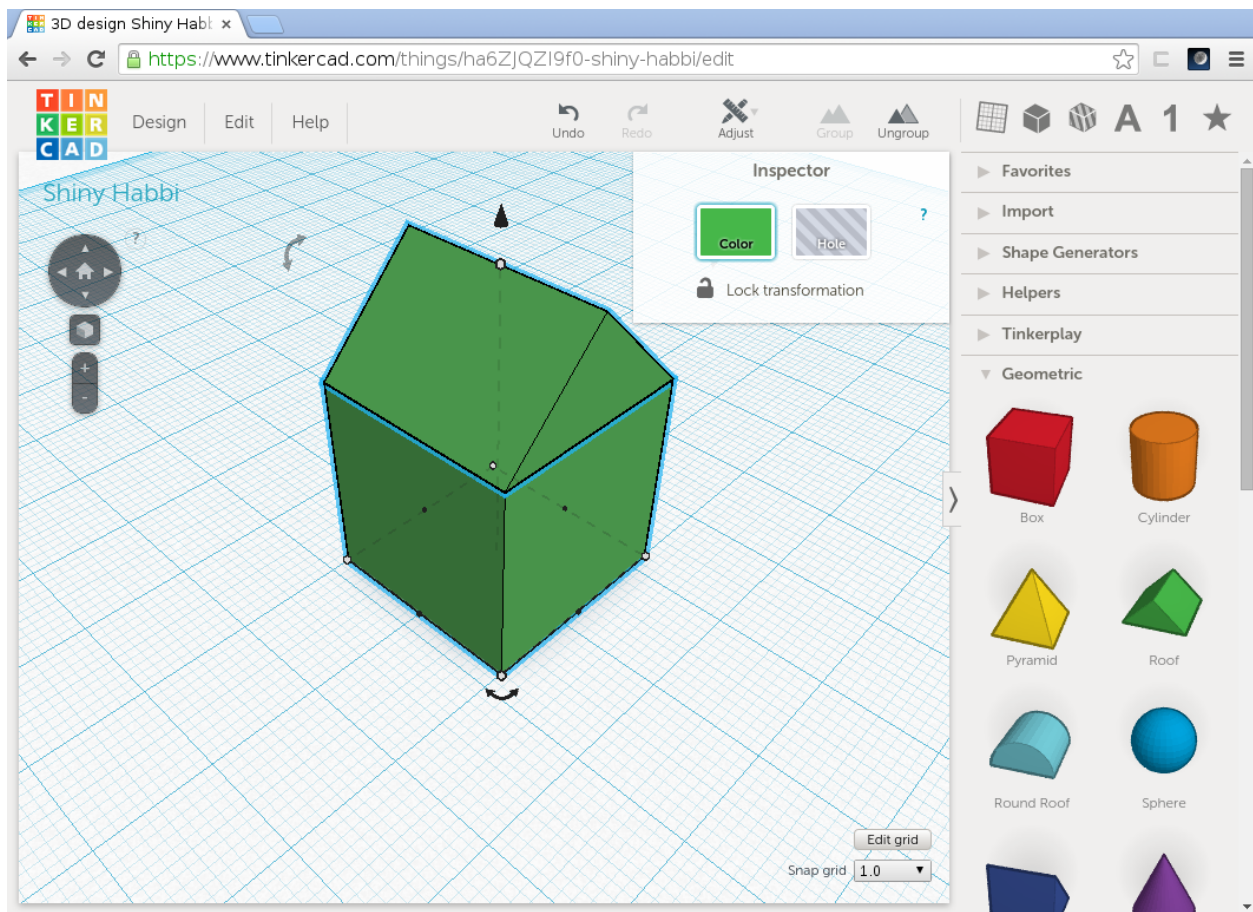 3D design Shiny Habb
https://www.tinkercad.com/things/ha6ZJQZI9f0-shiny-habbi/edit
TIN
KER
CAD
Design
Edit
Help
Undo
Redo
Adjust
Group
Ungroup
A
1
Shiny Habbi
?
Inspector
Color
Hole
?
Lock transformation
+
-
Favorites
Import
Shape Generators
Helpers
Tinkerplay
Geometric
Box
Cylinder
Pyramid
Roof
Round Roof
Sphere
Edit grid
Snap grid
1.0